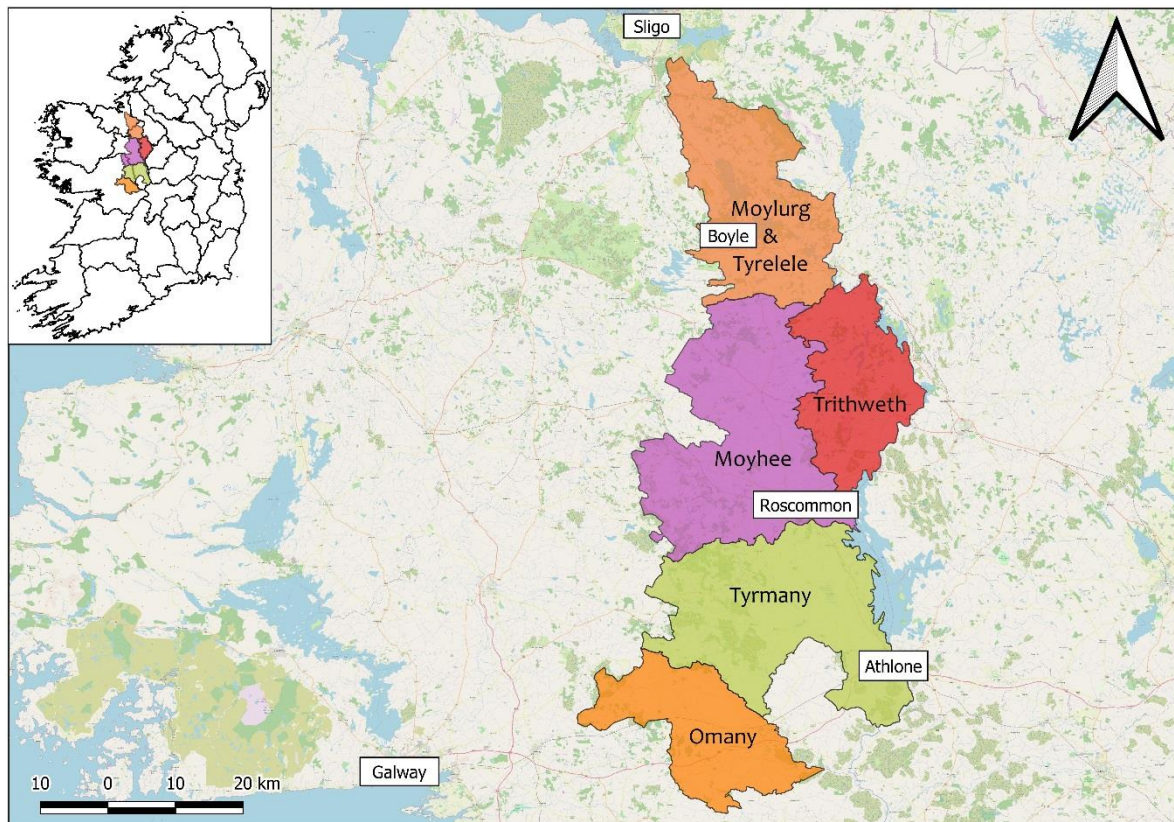 Sligo
Moylurg
Boyle
&
Tyrelele
Trithweth
Moyhee
Roscommon
Tyrmany
Athlone
Omany
Galway
10 0 10 20 km